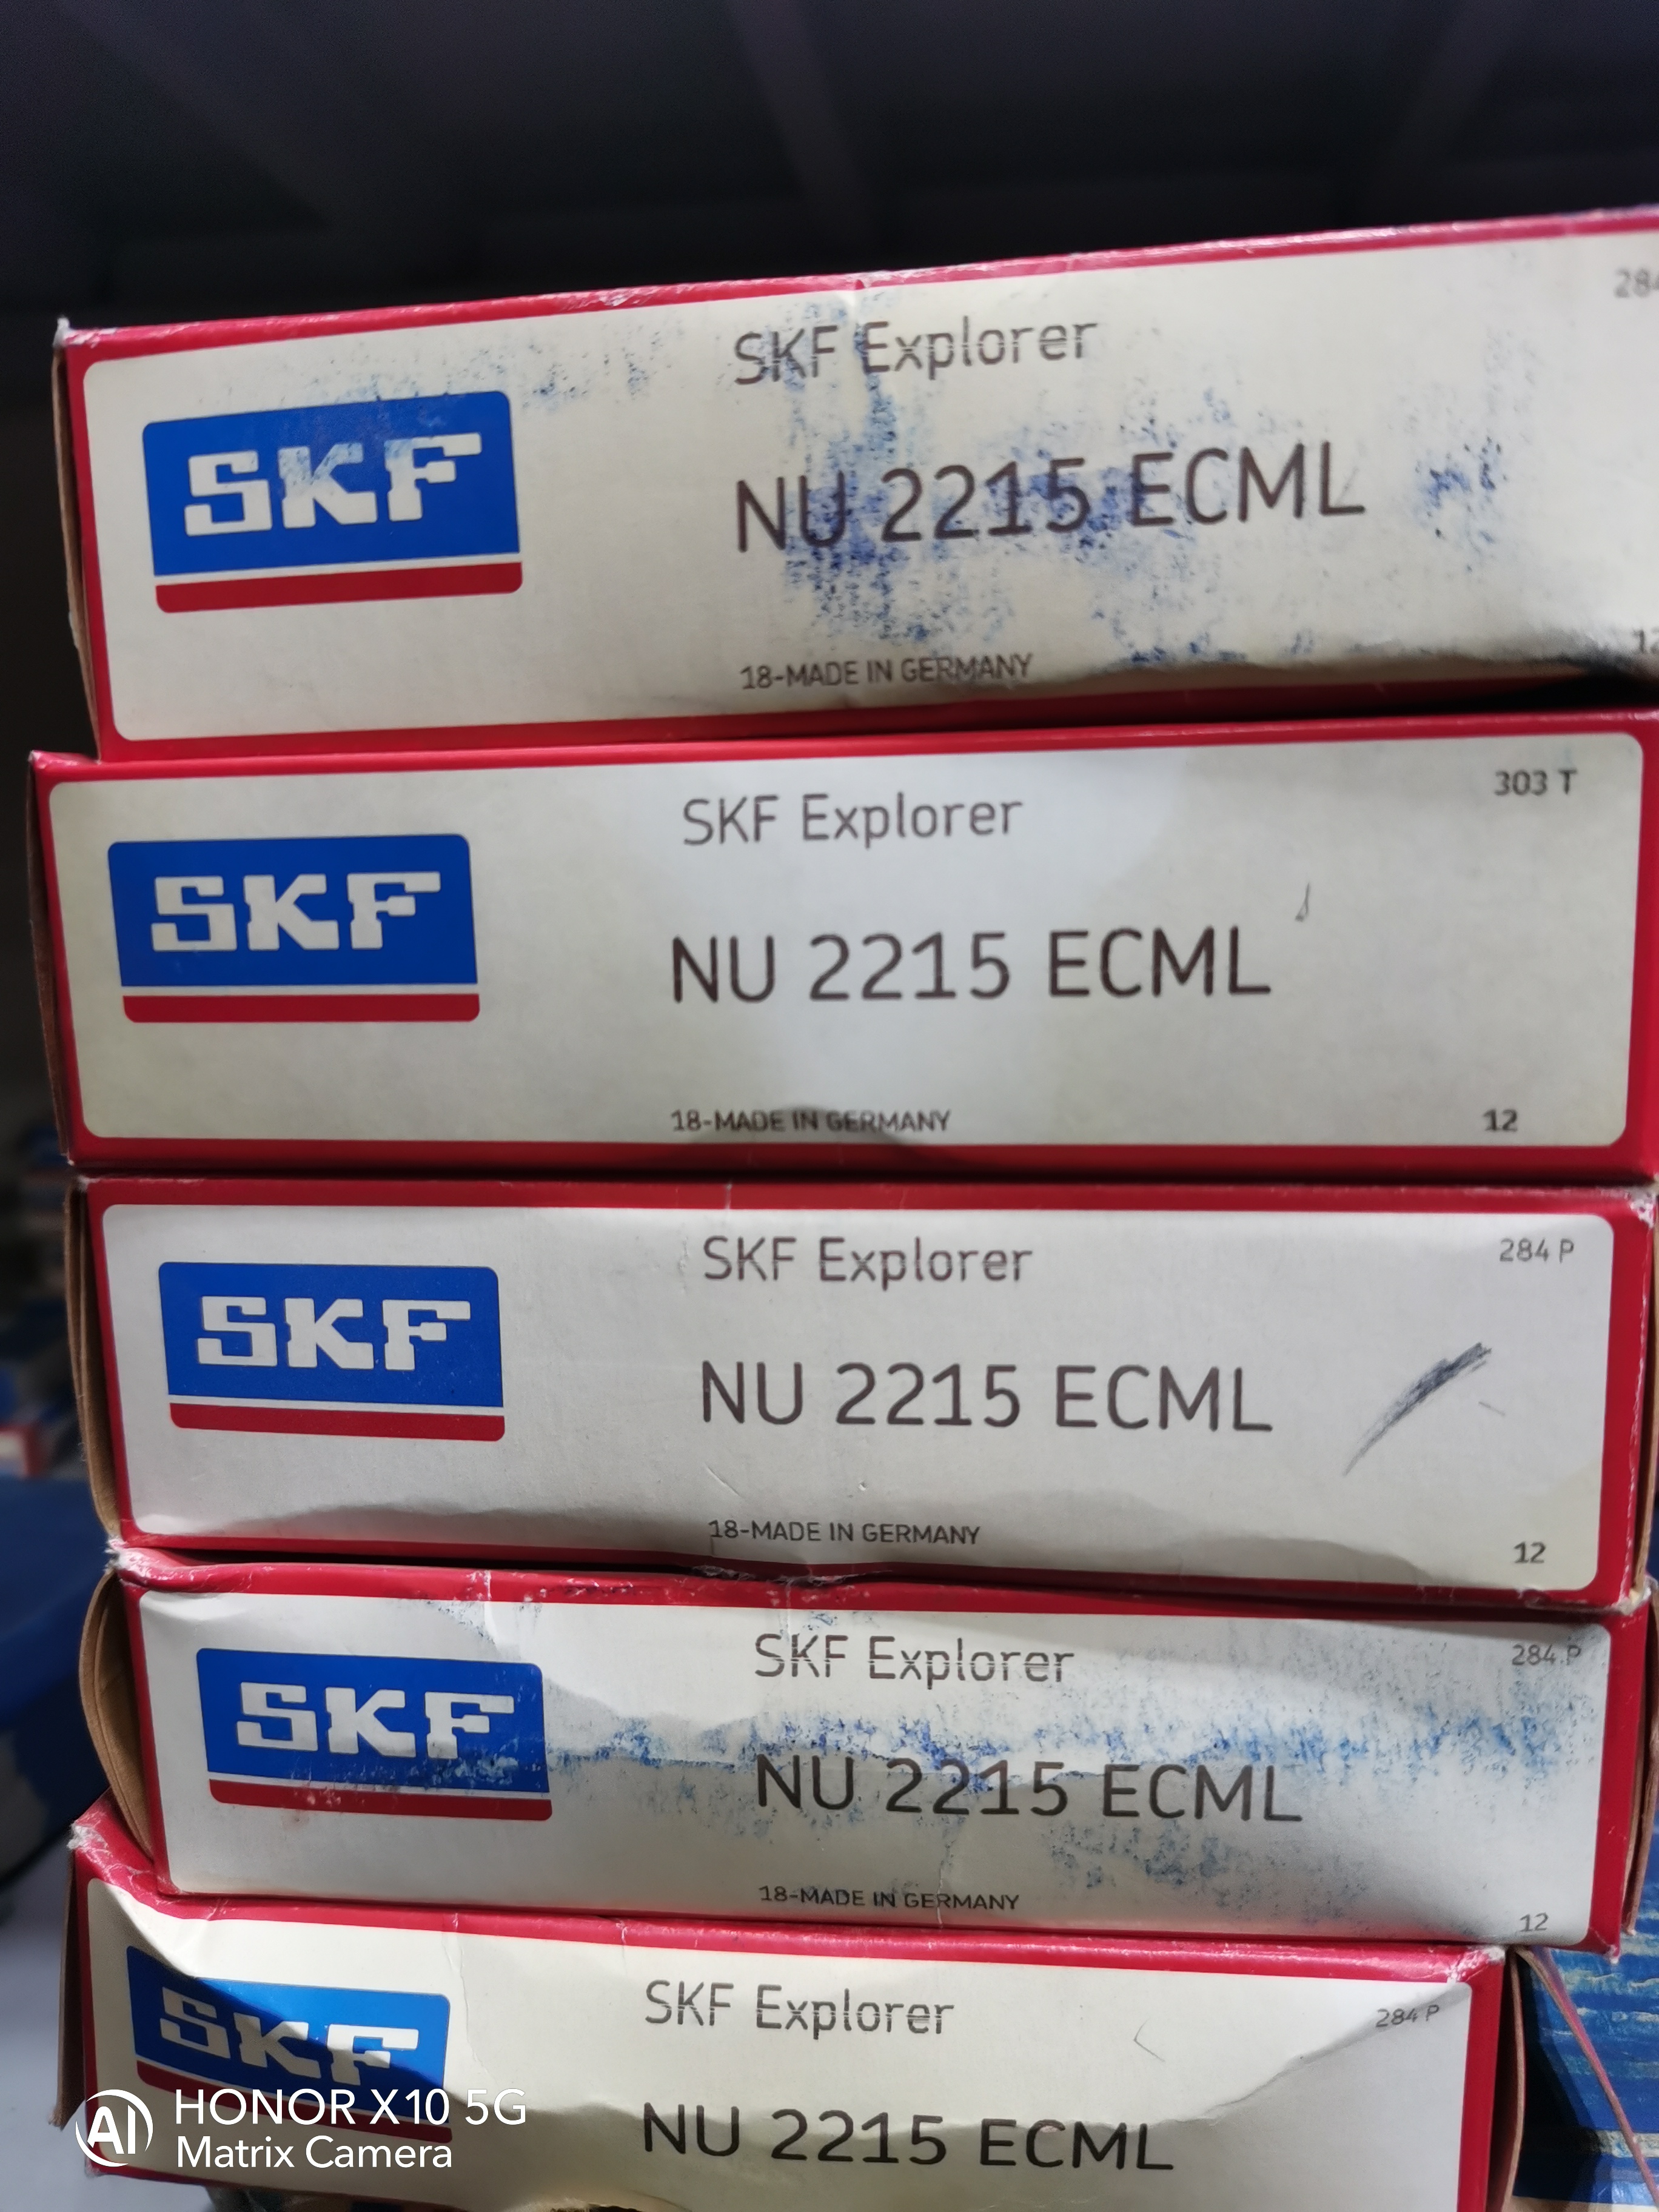 284
SKF Explorer
SKF
NU 2215 ECML
18-MADE IN GERMANY
12
303 T
SKF Explorer
SKF
NU 2215 ECML
18-MADE IN GERMANY
12
284 P
SKF Explorer
SKF
NU 2215 ECML
18-MADE IN GERMANY
12
284 P
SKF Explorer
SKF
NU 2215 ECML
18-MADE IN GERMANY
12
284 P
SKF Explorer
SKF
NU 2215 ECML
AI
HONOR X10 5G
Matrix Camera